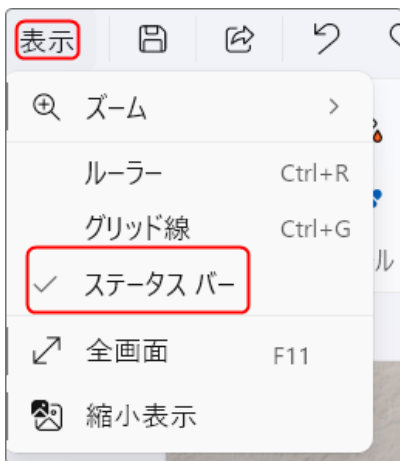 表示
ズーム
ルーラー Ctrl+R
グリッド線 Ctrl+G
ル
ステータス バー
全画面 F11
縮小表示